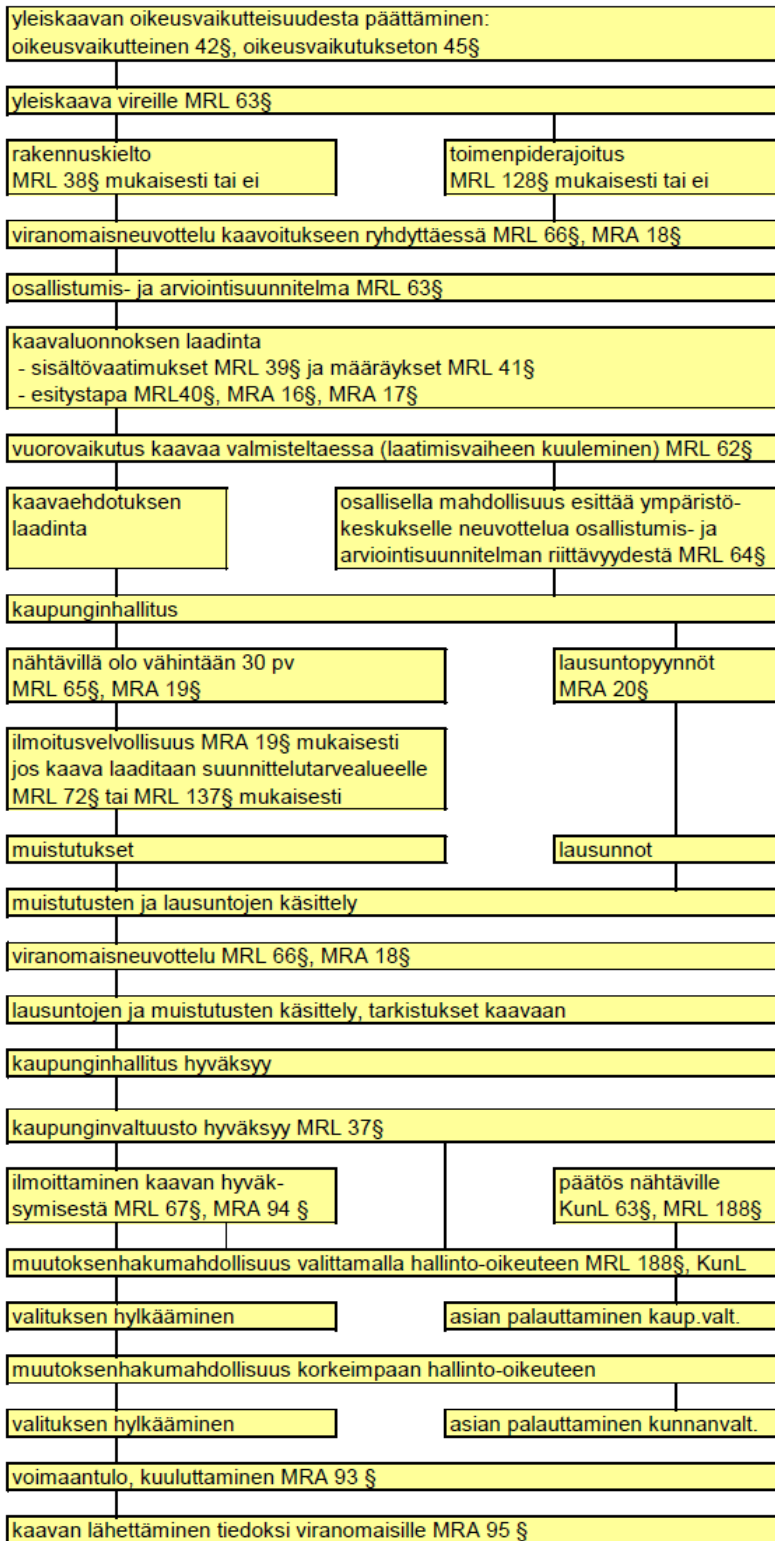 yleiskaavan oikeusvaikutteisuudesta päättäminen:
oikeusvaikutteinen 42§, oikeusvaikutukseton 45§
yleiskaava vireille MRL 63§
rakennuskielto
MRL 38§ mukaisesti tai ei
toimenpiderajoitus
MRL 128§ mukaisesti tai ei
viranomaisneuvottelu kaavoitukseen ryhdyttäessä MRL 66§, MRA 18§
osallistumis- ja arviointisuunnitelma MRL 63§
kaavaluonnoksen laadinta
- sisältövaatimukset MRL 39§ ja määräykset MRL 41§
- esitystapa MRL40§, MRA 16§, MRA 17§
vuorovaikutus kaavaa valmisteltaessa (laatimisvaiheen kuuleminen) MRL 62§
kaavaehdotuksen
laadinta
osallisella mahdollisuus esittää ympäristö-
keskukselle neuvottelua osallistumis- ja
arviointisuunnitelman riittävyydestä MRL 64§
kaupunginhallitus
nähtävillä olo vähintään 30 pv
MRL 65§, MRA 19§
lausuntopyynnöt
MRA 20§
ilmoitusvelvollisuus MRA 19§ mukaisesti
jos kaava laaditaan suunnittelutarvealueelle
MRL 72§ tai MRL 137§ mukaisesti
muistutukset
lausunnot
muistutusten ja lausuntojen käsittely
viranomaisneuvottelu MRL 66§, MRA 18§
lausuntojen ja muistutusten käsittely, tarkistukset kaavaan
kaupunginhallitus hyväksyy
kaupunginvaltuusto hyväksyy MRL 37§
ilmoittaminen kaavan hyväk-
symisestä MRL 67§, MRA 94 §
päätös nähtäville
KunL 63§, MRL 188§
muutoksenhakumahdollisuus valittamalla hallinto-oikeuteen MRL 188§, KunL
valituksen hylkääminen
asian palauttaminen kaup.valt.
muutoksenhakumahdollisuus korkeimpaan hallinto-oikeuteen
valituksen hylkääminen
asian palauttaminen kunnanvalt.
voimaantulo, kuuluttaminen MRA 93 §
kaavan lähettäminen tiedoksi viranomaisille MRA 95 §